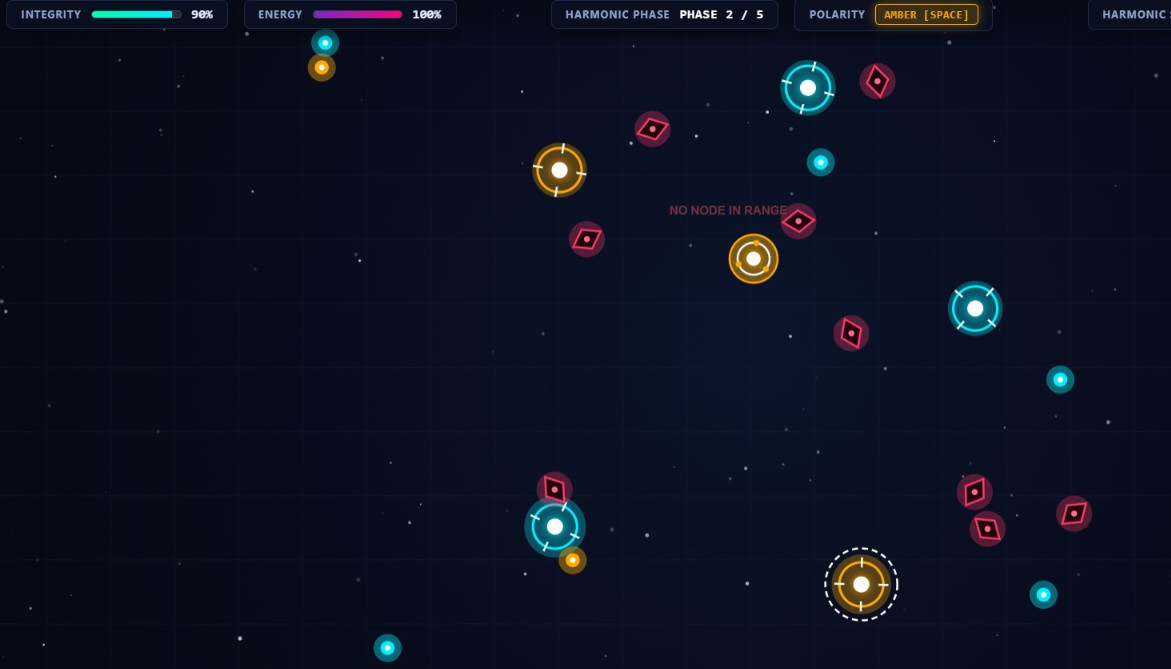 INTEGRITY 90%
ENERGY 100%
HARMONIC PHASE PHASE 2 / 5
POLARITY AMBER [SPACE]
HARMONIC
NO NODE IN RANGE